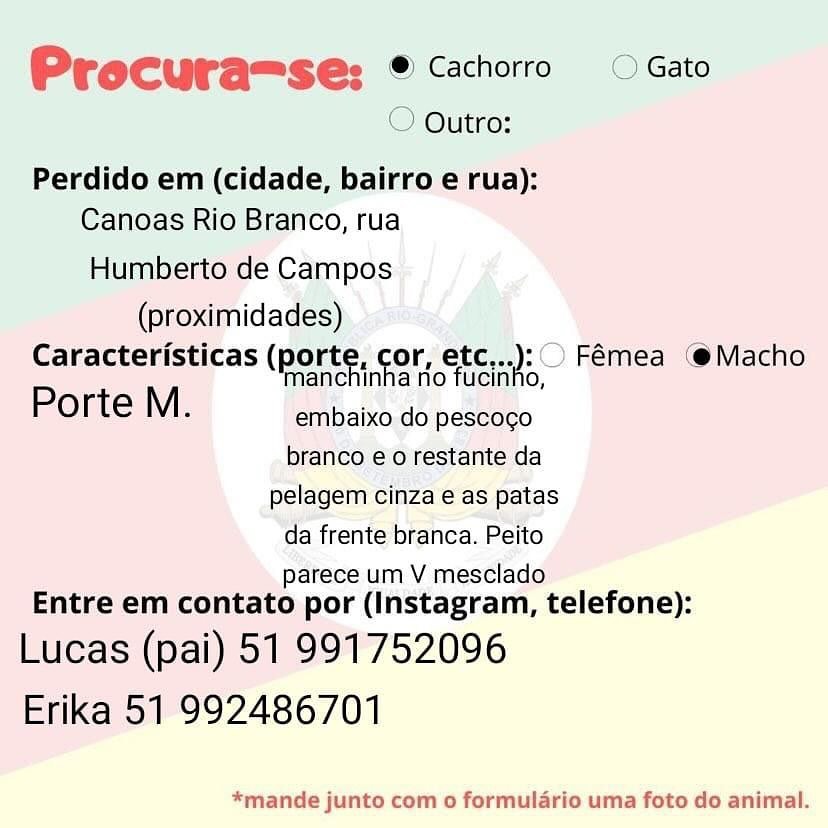 Procura-se: Cachorro Gato
Outro:
Perdido em (cidade, bairro e rua):
Canoas Rio Branco, rua
Humberto de Campos
(proximidades)
Características (porte, cor, etc...): Fêmea Macho
Porte M.
manchinha no fucinho,
embaixo do pescoço
branco e o restante da
pelagem cinza e as patas
da frente branca. Peito
parece um V mesclado
Entre em contato por (Instagram, telefone):
Lucas (pai) 51 991752096
Erika 51 992486701
*mande junto com o formulário uma foto do animal.